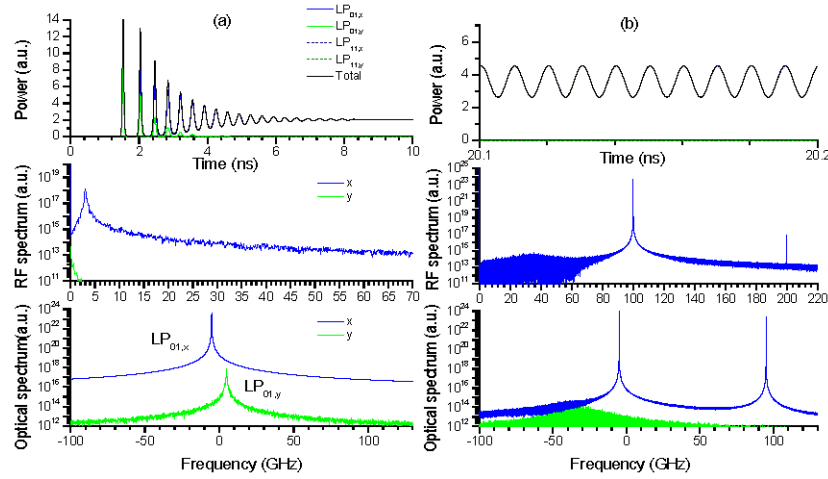 (a)
LP01,x
LP01,y
LP11,x
LP11,y
Total
Power (a.u.)
14
12
10
8
6
4
2
0
0 2 4 6 8 10
Time (ns)
(b)
Power (a.u.)
6
4
2
0
20.1 20.2
Time (ns)
RF spectrum (a.u.)
10^19
10^17
10^15
10^13
10^11
x
y
0 5 10 15 20 25 30 35 40 45 50 55 60 65 70
RF spectrum (a.u.)
10^25
10^23
10^21
10^19
10^17
10^15
10^13
10^11
0 20 40 60 80 100 120 140 160 180 200 220
Optical spectrum(a.u.)
10^24
10^22
10^20
10^18
10^16
10^14
10^12
x
y
LP01,x
LP01,y
-100 -50 0 50 100
Frequency (GHz)
Optical spectrum (a.u.)
10^24
10^22
10^20
10^18
10^16
10^14
10^12
-100 -50 0 50 100
Frequency (GHz)